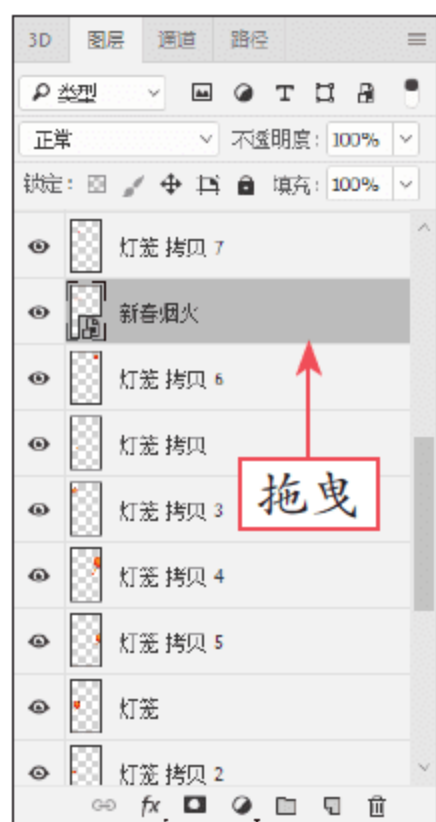 3D 图层 通道 路径
类型 T
正常 不透明度: 100%
锁定: 填充: 100%
灯笼 拷贝 7
新春烟火
灯笼 拷贝 6
灯笼 拷贝
拖曳
灯笼 拷贝 3
灯笼 拷贝 4
灯笼 拷贝 5
灯笼
灯笼 拷贝 2
fx